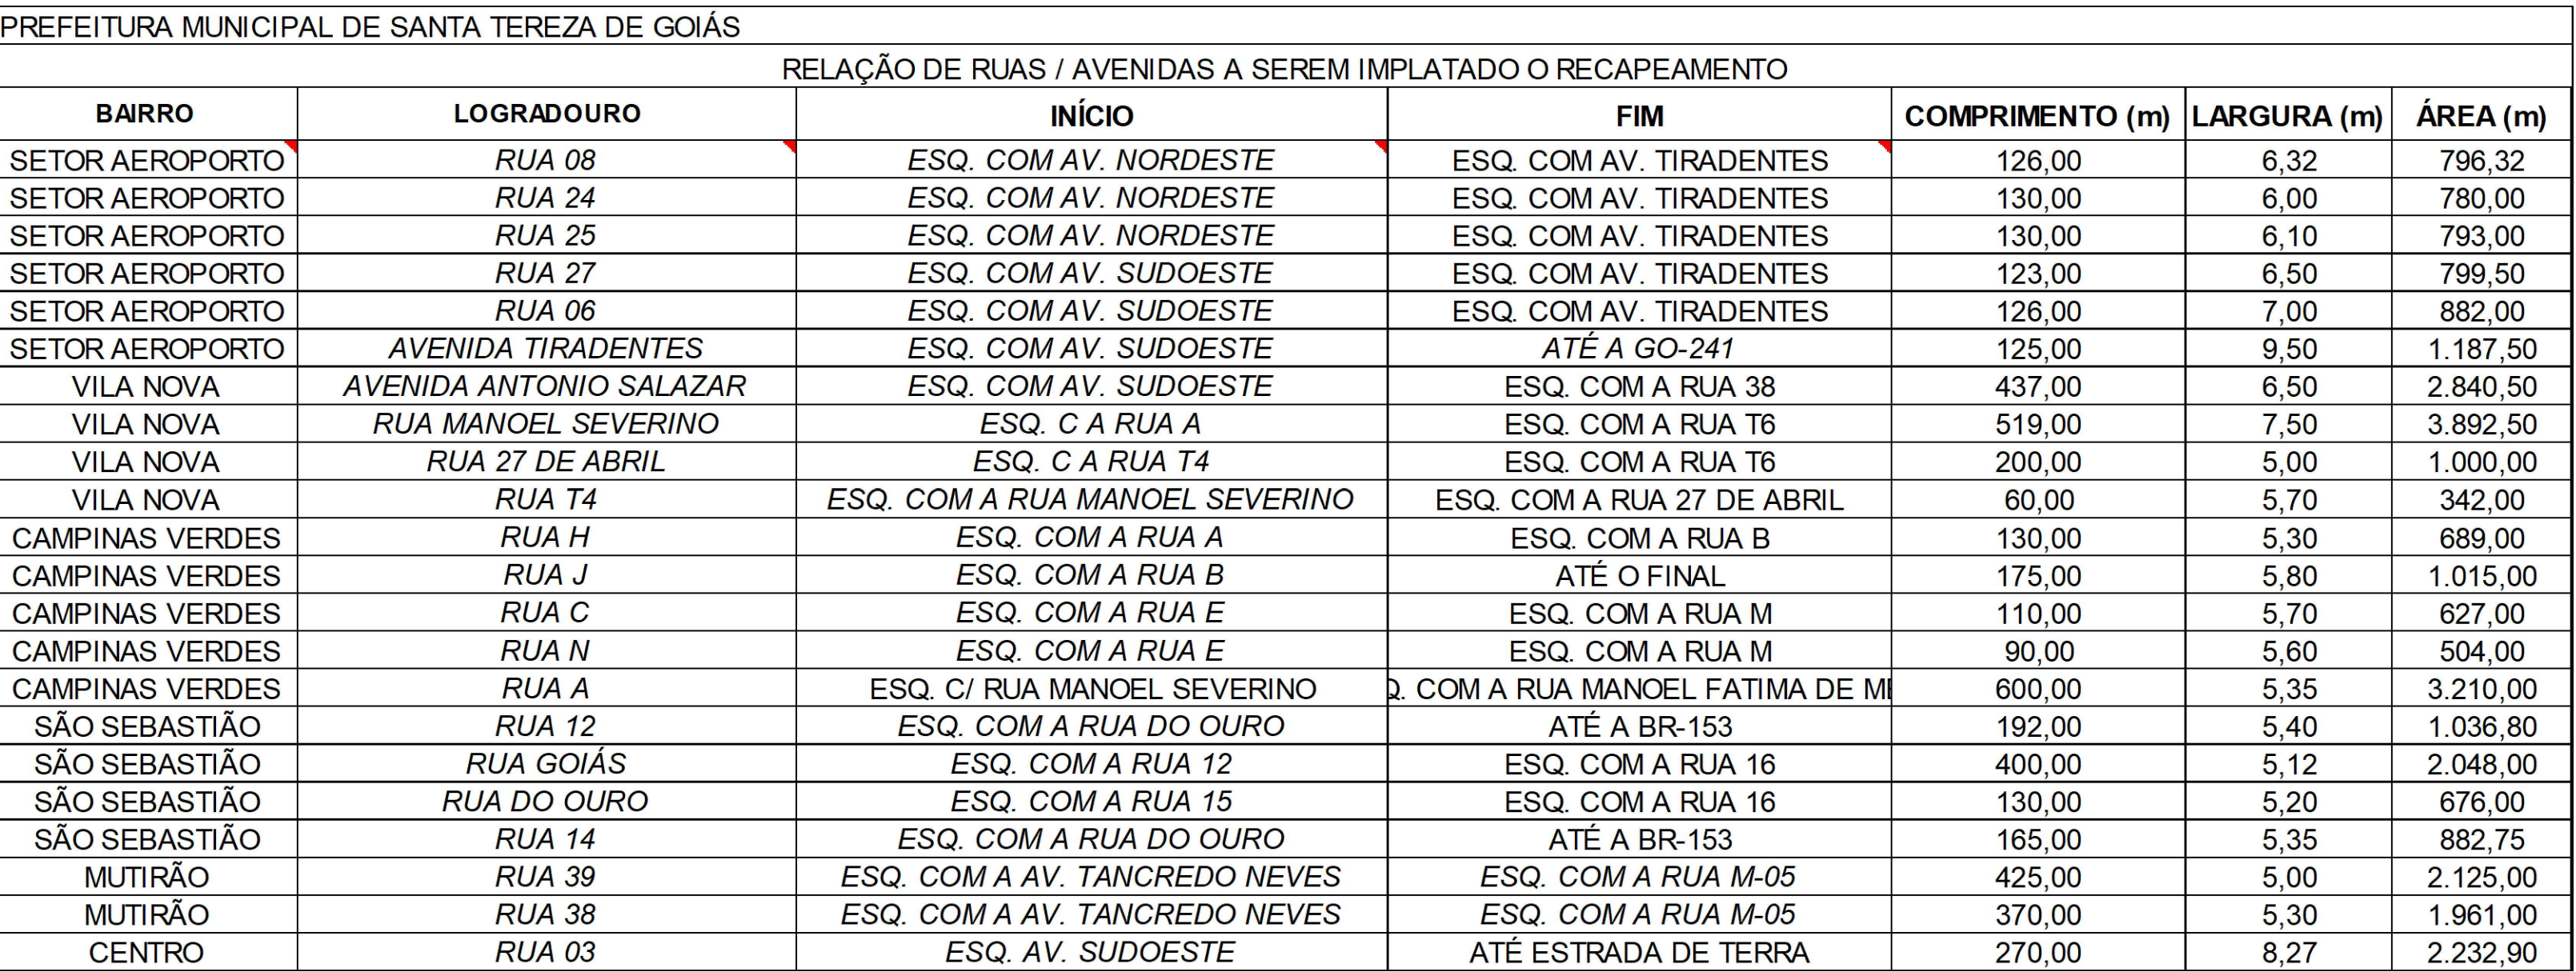 PREFEITURA MUNICIPAL DE SANTA TEREZA DE GOIÁS
RELAÇÃO DE RUAS / AVENIDAS A SEREM IMPLATADO O RECAPEAMENTO
BAIRRO LOGRADOURO INÍCIO FIM COMPRIMENTO (m) LARGURA (m) ÁREA (m)
SETOR AEROPORTO RUA 08 ESQ. COM AV. NORDESTE ESQ. COM AV. TIRADENTES 126,00 6,32 796,32
SETOR AEROPORTO RUA 24 ESQ. COM AV. NORDESTE ESQ. COM AV. TIRADENTES 130,00 6,00 780,00
SETOR AEROPORTO RUA 25 ESQ. COM AV. NORDESTE ESQ. COM AV. TIRADENTES 130,00 6,10 793,00
SETOR AEROPORTO RUA 27 ESQ. COM AV. SUDOESTE ESQ. COM AV. TIRADENTES 123,00 6,50 799,50
SETOR AEROPORTO RUA 06 ESQ. COM AV. SUDOESTE ESQ. COM AV. TIRADENTES 126,00 7,00 882,00
SETOR AEROPORTO AVENIDA TIRADENTES ESQ. COM AV. SUDOESTE ATÉ A GO-241 125,00 9,50 1.187,50
VILA NOVA AVENIDA ANTONIO SALAZAR ESQ. COM AV. SUDOESTE ESQ. COM A RUA 38 437,00 6,50 2.840,50
VILA NOVA RUA MANOEL SEVERINO ESQ. C A RUA A ESQ. COM A RUA T6 519,00 7,50 3.892,50
VILA NOVA RUA 27 DE ABRIL ESQ. C A RUA T4 ESQ. COM A RUA T6 200,00 5,00 1.000,00
VILA NOVA RUA T4 ESQ. COM A RUA MANOEL SEVERINO ESQ. COM A RUA 27 DE ABRIL 60,00 5,70 342,00
CAMPINAS VERDES RUA H ESQ. COM A RUA A ESQ. COM A RUA B 130,00 5,30 689,00
CAMPINAS VERDES RUA J ESQ. COM A RUA B ATÉ O FINAL 175,00 5,80 1.015,00
CAMPINAS VERDES RUA C ESQ. COM A RUA E ESQ. COM A RUA M 110,00 5,70 627,00
CAMPINAS VERDES RUA N ESQ. COM A RUA E ESQ. COM A RUA M 90,00 5,60 504,00
CAMPINAS VERDES RUA A ESQ. C/ RUA MANOEL SEVERINO COM A RUA MANOEL FATIMA DE 600,00 5,35 3.210,00
SÃO SEBASTIÃO RUA 12 ESQ. COM A RUA DO OURO ATÉ A BR-153 192,00 5,40 1.036,80
SÃO SEBASTIÃO RUA GOIÁS ESQ. COM A RUA 12 ESQ. COM A RUA 16 400,00 5,12 2.048,00
SÃO SEBASTIÃO RUA DO OURO ESQ. COM A RUA 15 ESQ. COM A RUA 16 130,00 5,20 676,00
SÃO SEBASTIÃO RUA 14 ESQ. COM A RUA DO OURO ATÉ A BR-153 165,00 5,35 882,75
MUTIRÃO RUA 39 ESQ. COM A AV. TANCREDO NEVES ESQ. COM A RUA M-05 425,00 5,00 2.125,00
MUTIRÃO RUA 38 ESQ. COM A AV. TANCREDO NEVES ESQ. COM A RUA M-05 370,00 5,30 1.961,00
CENTRO RUA 03 ESQ. AV. SUDOESTE ATÉ ESTRADA DE TERRA 270,00 8,27 2.232,90